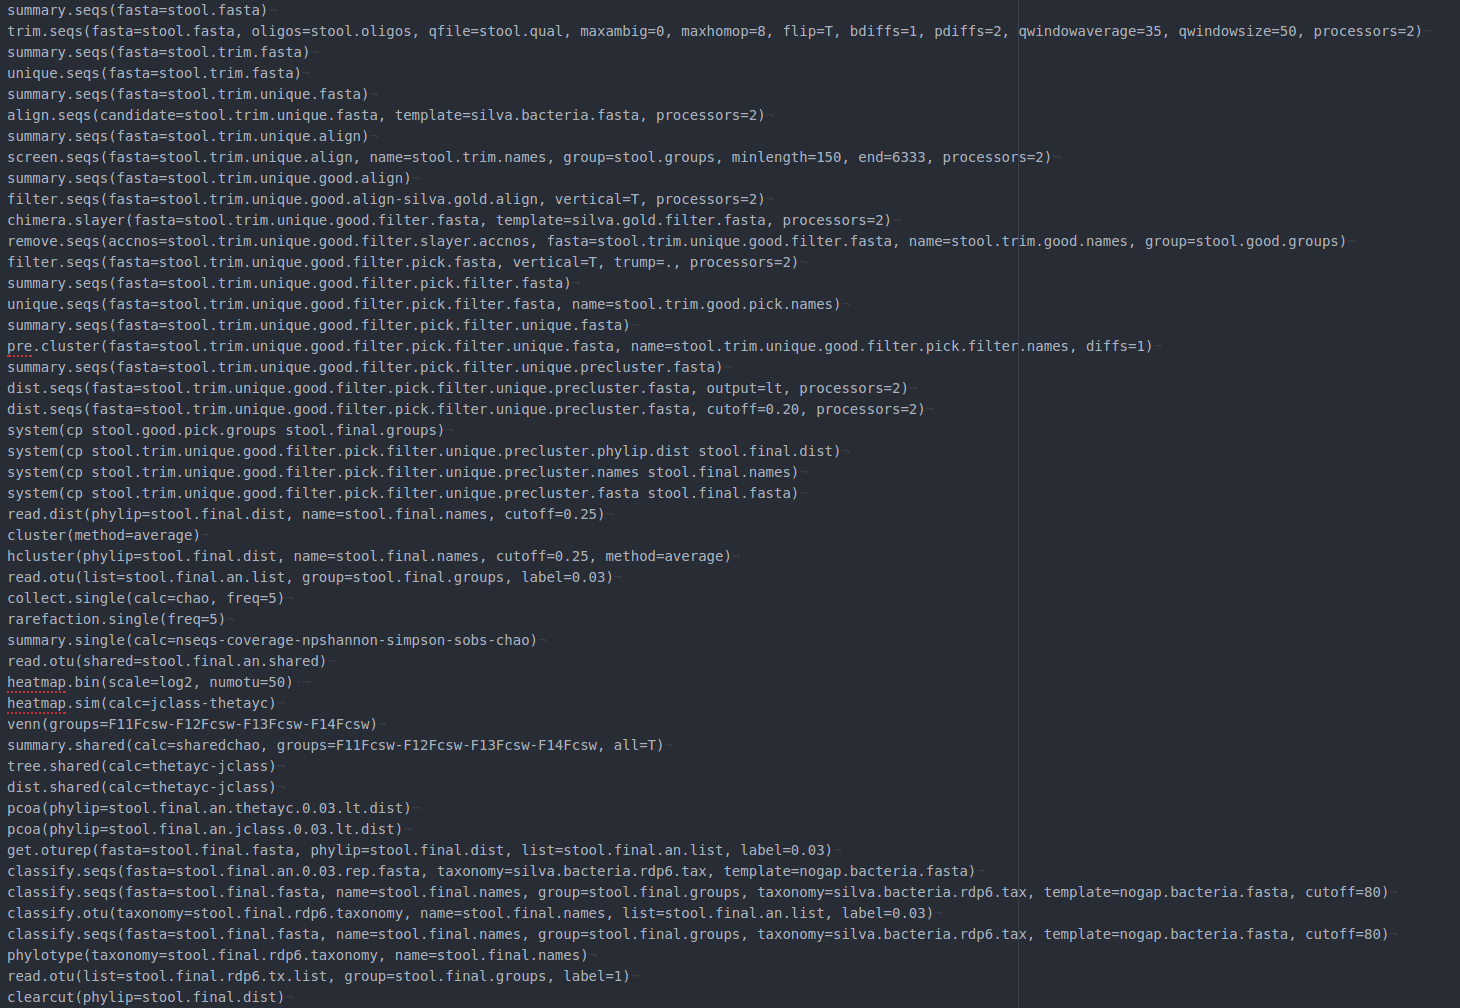 summary.seqs(fasta=stool.fasta)
trim.seqs(fasta=stool.fasta, oligos=stool.oligos, qfile=stool.qual, maxambig=0, maxhomop=8, flip=T, bdiffs=1, pdiffs=2, qwindowaverage=35, qwindowsize=50, processors=2)
summary.seqs(fasta=stool.trim.fasta)
unique.seqs(fasta=stool.trim.fasta)
summary.seqs(fasta=stool.trim.unique.fasta)
align.seqs(candidate=stool.trim.unique.fasta, template=silva.bacteria.fasta, processors=2)
summary.seqs(fasta=stool.trim.unique.align)
screen.seqs(fasta=stool.trim.unique.align, name=stool.trim.names, group=stool.groups, minlength=150, end=6333, processors=2)
summary.seqs(fasta=stool.trim.unique.good.align)
filter.seqs(fasta=stool.trim.unique.good.align-silva.gold.align, vertical=T, processors=2)
chimera.slayer(fasta=stool.trim.unique.good.filter.fasta, template=silva.gold.filter.fasta, processors=2)
remove.seqs(accnos=stool.trim.unique.good.filter.slayer.accnos, fasta=stool.trim.unique.good.filter.fasta, name=stool.trim.good.names, group=stool.good.groups)
filter.seqs(fasta=stool.trim.unique.good.filter.pick.fasta, vertical=T, trump=., processors=2)
summary.seqs(fasta=stool.trim.unique.good.filter.pick.filter.fasta)
unique.seqs(fasta=stool.trim.unique.good.filter.pick.filter.fasta, name=stool.trim.good.pick.names)
summary.seqs(fasta=stool.trim.unique.good.filter.pick.filter.unique.fasta)
pre.cluster(fasta=stool.trim.unique.good.filter.pick.filter.unique.fasta, name=stool.trim.unique.good.filter.pick.filter.names, diffs=1)
summary.seqs(fasta=stool.trim.unique.good.filter.pick.filter.unique.precluster.fasta)
dist.seqs(fasta=stool.trim.unique.good.filter.pick.filter.unique.precluster.fasta, output=lt, processors=2)
dist.seqs(fasta=stool.trim.unique.good.filter.pick.filter.unique.precluster.fasta, cutoff=0.20, processors=2)
system(cp stool.good.pick.groups stool.final.groups)
system(cp stool.trim.unique.good.filter.pick.filter.unique.precluster.phylip.dist stool.final.dist)
system(cp stool.trim.unique.good.filter.pick.filter.unique.precluster.names stool.final.names)
system(cp stool.trim.unique.good.filter.pick.filter.unique.precluster.fasta stool.final.fasta)
read.dist(phylip=stool.final.dist, name=stool.final.names, cutoff=0.25)
cluster(method=average)
hcluster(phylip=stool.final.dist, name=stool.final.names, cutoff=0.25, method=average)
read.otu(list=stool.final.an.list, group=stool.final.groups, label=0.03)
collect.single(calc=chao, freq=5)
rarefaction.single(freq=5)
summary.single(calc=nseqs-coverage-npshannon-simpson-sobs-chao)
read.otu(shared=stool.final.an.shared)
heatmap.bin(scale=log2, numotu=50)
heatmap.sim(calc=jclass-thetayc)
venn(groups=F11Fcsw-F12Fcsw-F13Fcsw-F14Fcsw)
summary.shared(calc=sharedchao, groups=F11Fcsw-F12Fcsw-F13Fcsw-F14Fcsw, all=T)
tree.shared(calc=thetayc-jclass)
dist.shared(calc=thetayc-jclass)
pcoa(phylip=stool.final.an.thetayc.0.03.lt.dist)
pcoa(phylip=stool.final.an.jclass.0.03.lt.dist)
get.oturep(fasta=stool.final.fasta, phylip=stool.final.dist, list=stool.final.an.list, label=0.03)
classify.seqs(fasta=stool.final.an.0.03.rep.fasta, taxonomy=silva.bacteria.rdp6.tax, template=nogap.bacteria.fasta)
classify.seqs(fasta=stool.final.fasta, name=stool.final.names, group=stool.final.groups, taxonomy=silva.bacteria.rdp6.tax, template=nogap.bacteria.fasta, cutoff=80)
classify.otu(taxonomy=stool.final.rdp6.taxonomy, name=stool.final.names, list=stool.final.an.list, label=0.03)
classify.seqs(fasta=stool.final.fasta, name=stool.final.names, group=stool.final.groups, taxonomy=silva.bacteria.rdp6.tax, template=nogap.bacteria.fasta, cutoff=80)
phylotype(taxonomy=stool.final.rdp6.taxonomy, name=stool.final.names)
read.otu(list=stool.final.rdp6.tx.list, group=stool.final.groups, label=1)
clearcut(phylip=stool.final.dist)